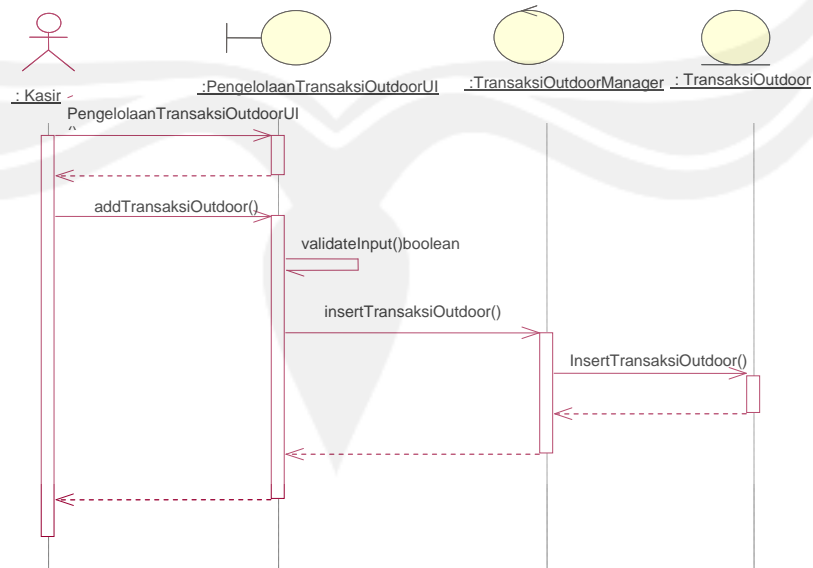 : Kasir
:PengelolaanTransaksiOutdoorUI
:TransaksiOutdoorManager
: TransaksiOutdoor
PengelolaanTransaksiOutdoorUI
()
addTransaksiOutdoor()
validateInput()boolean
insertTransaksiOutdoor()
InsertTransaksiOutdoor()